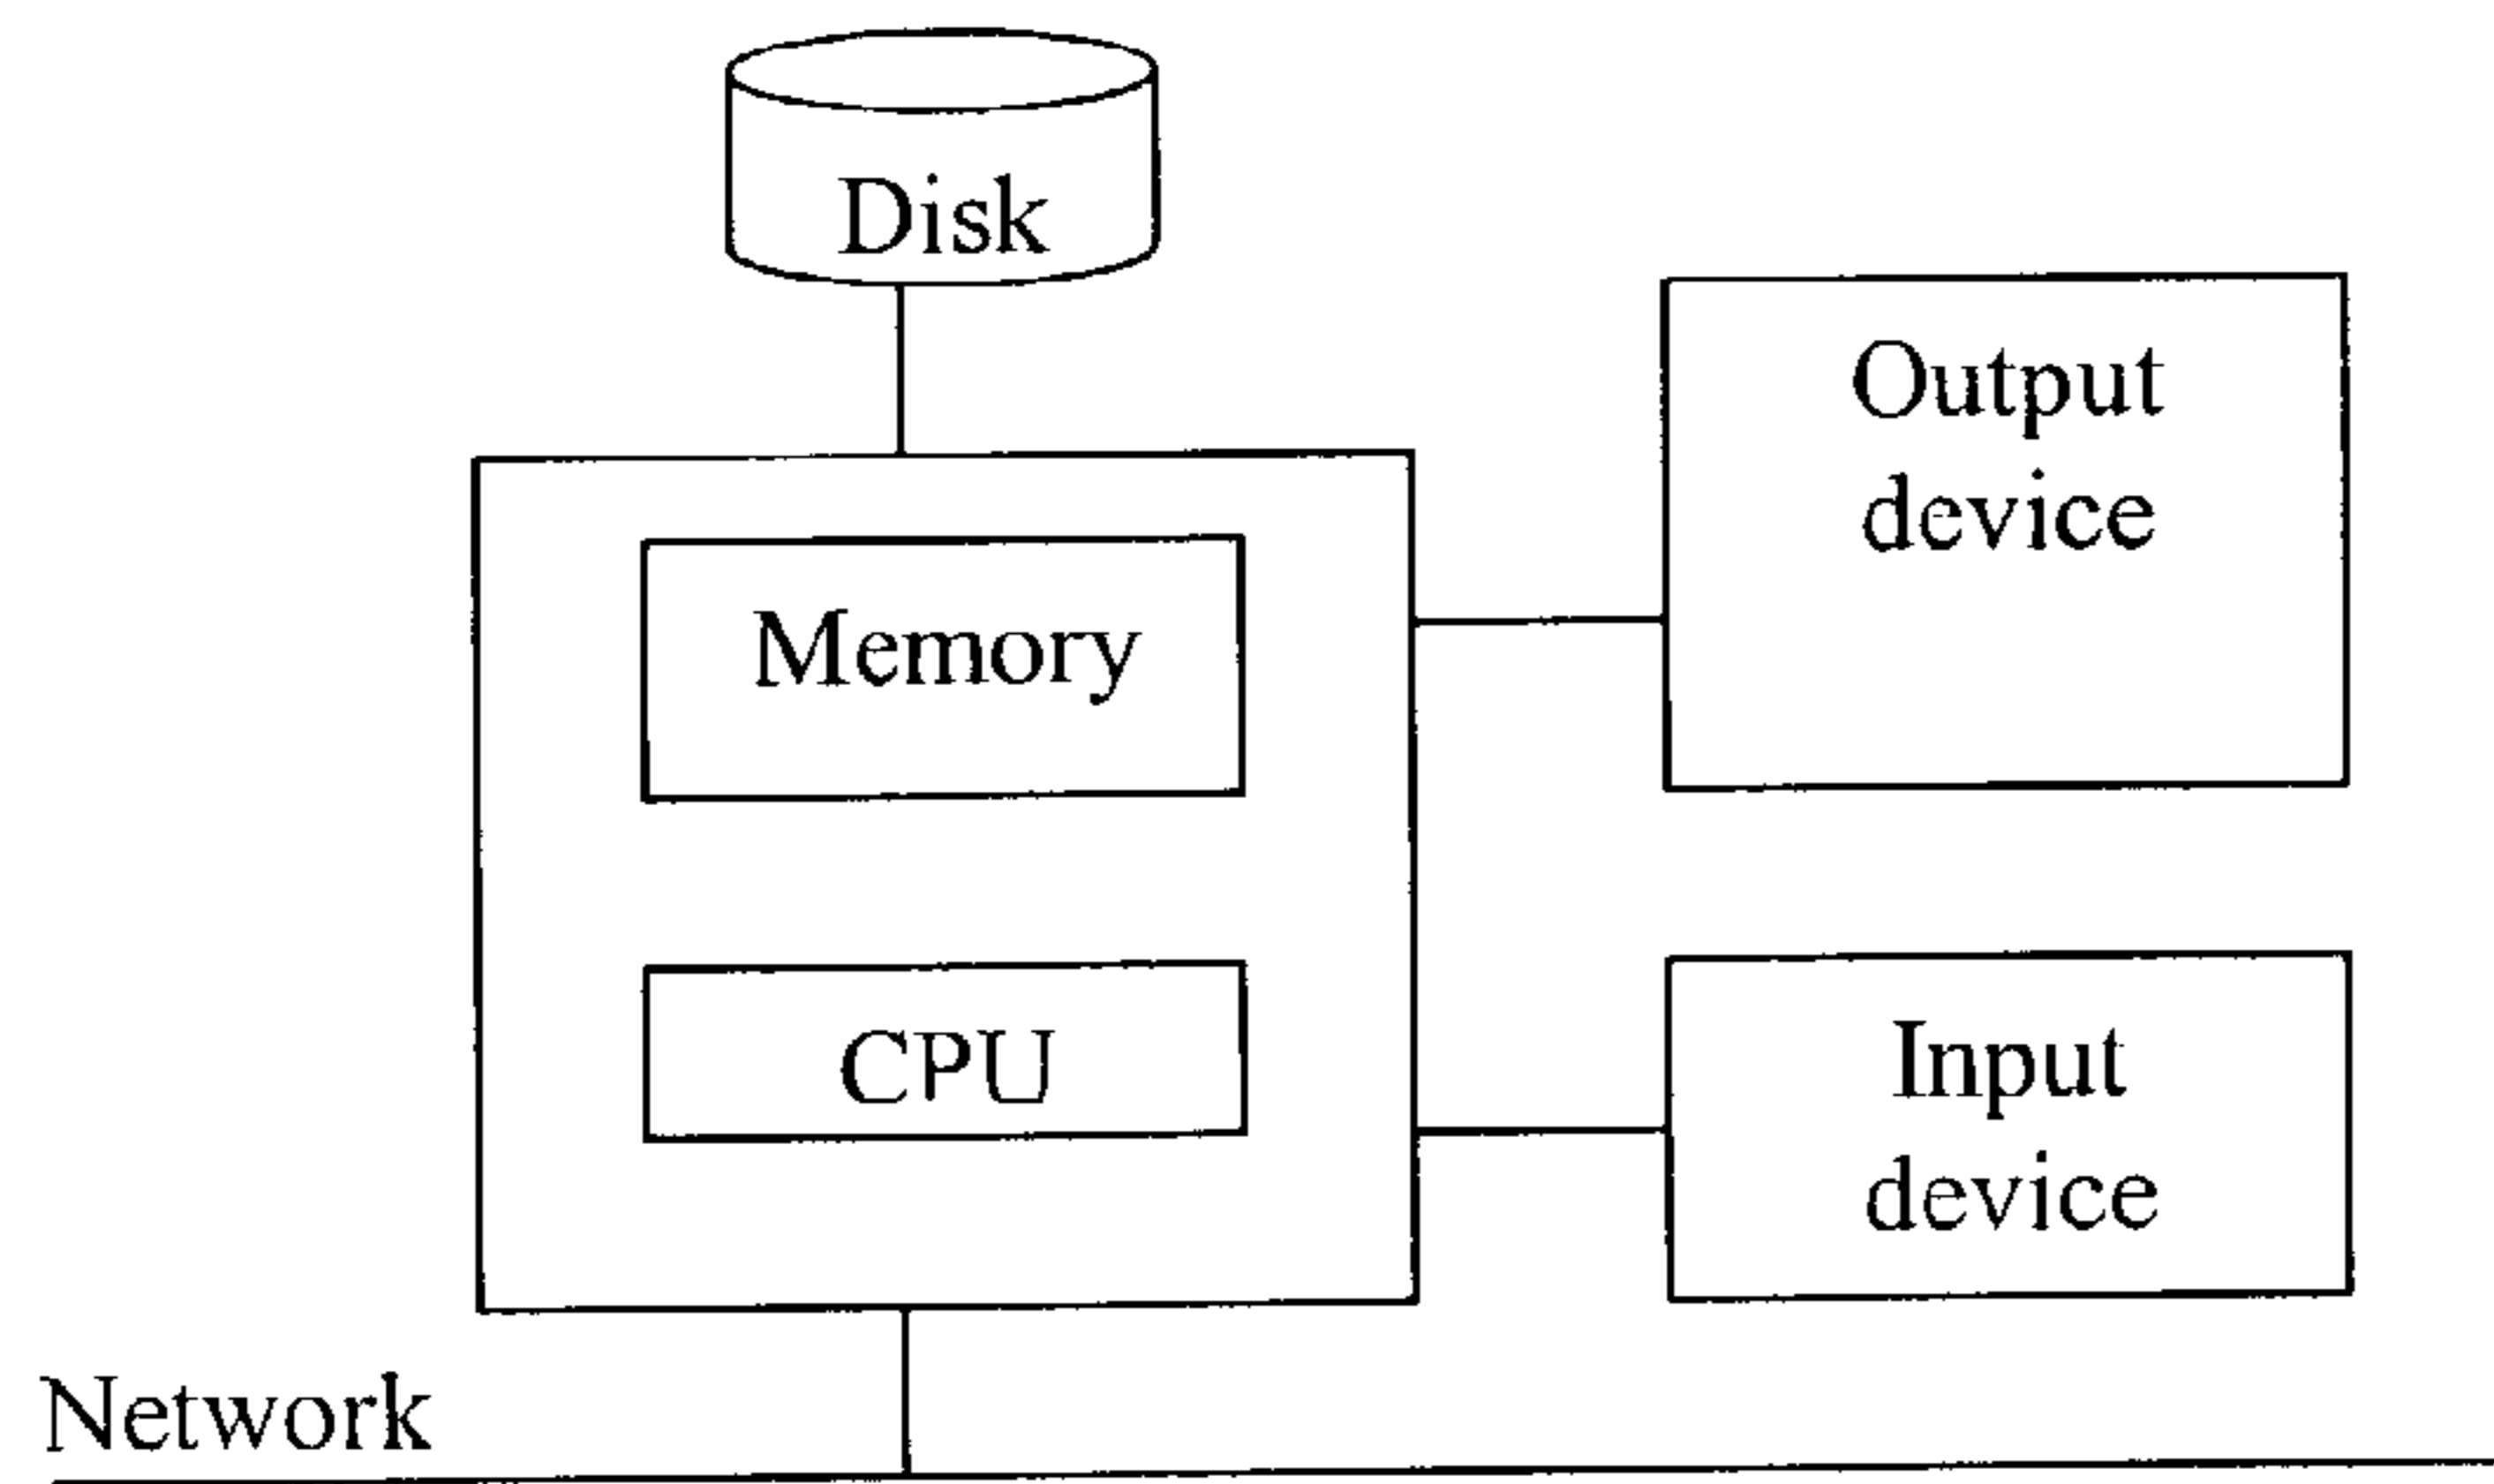 Disk
Output
device
Memory
CPU
Input
device
Network